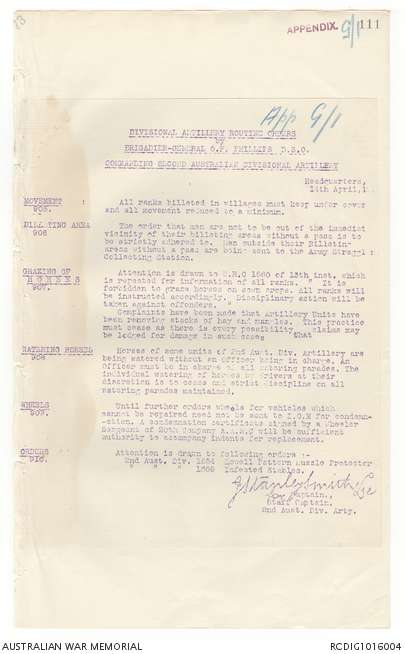 APPENDIX. G/1 111
App G/1
DIVISIONAL ARTILLERY ROUTINE ORDERS
by
BRIGADIER-GENERAL G.F. PHILLIPS D.S.O.
COMMANDING SECOND AUSTRALIAN DIVISIONAL ARTILLERY
Headquarters,
14th April, 1
MOVEMENT
905.
All ranks billeted in villages must keep under cover
and all movement reduced to a minimum.
BILLETING AREA
906
The order that men are not to be out of the immediat
vicinity of their billeting areas without a pass is to
be strictly adhered to. Men outside their Billetin-
areas without a pass are being sent to the Army Straggl
Collecting Station.
GRAZING OF
HORSES
907.
Attention is drawn to D.R.O 1680 of 13th inst, which
is repeated for information of all ranks. " It is
forbidden to graze horses on such crops. All ranks will
be instructed accordingly. Disciplinary action will be
taken against offenders. "
Complaints have been made that Artillery Units have
been removing stacks of hay and mangles. This practice
must cease as there is every possibility claims may
be lodged for damage in such case. that
WATERING HORSES
908
Horses of some units of 2nd Aust. Div. Artillery are
being watered without an Officer being in charge. An
Officer must be in charge of all watering parades. The
individual watering of horses by drivers at their
discretion is to cease and strict discipline on all
watering parades maintained.
WHEELS
909.
Until further orders wheels for vehicles which
cannot be repaired need not be sent to I.O.M for condem-
-ation. A condemnation certificate signed by a Wheeler
Sergeant of 20th Company A.A.S.C will be sufficient
authority to accompany indents for replacement.
ORDERS
910.
Attention is drawn to following orders :-
2nd Aust. Div. 1684 Howell Pattern Muzzle Protector
1689 Infested Stables.
J Stanley Smith
for Captain,
Staff Captain.
2nd Aust. Div. Arty.
AUSTRALIAN WAR MEMORIAL
RCDIG1016004